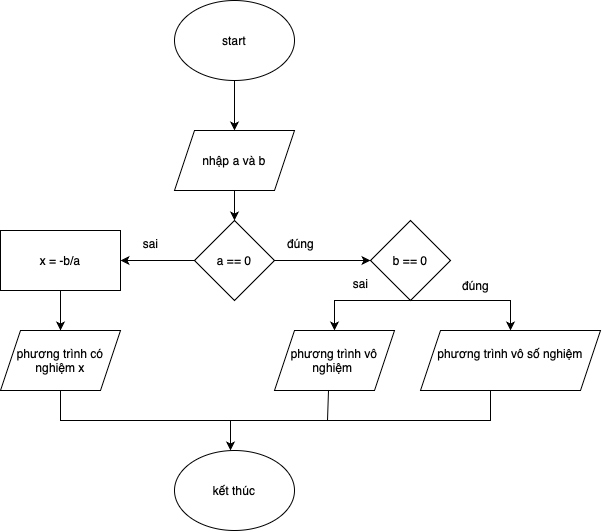 start
nhập a và b
sai
đúng
x = -b/a
a == 0
b == 0
sai
đúng
phương trình có
nghiệm x
phương trình vô
nghiệm
phương trình vô số nghiệm
kết thúc